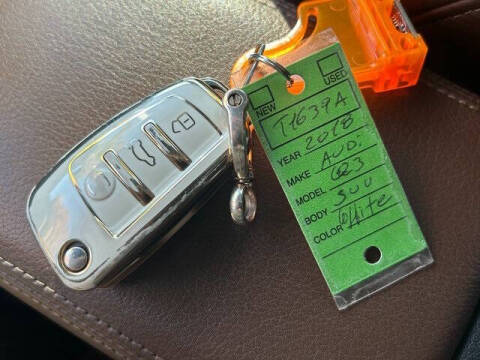 NEW USED
T1639A
YEAR 2018
MAKE AUDI
MODEL Q3
BODY SUV
COLOR White